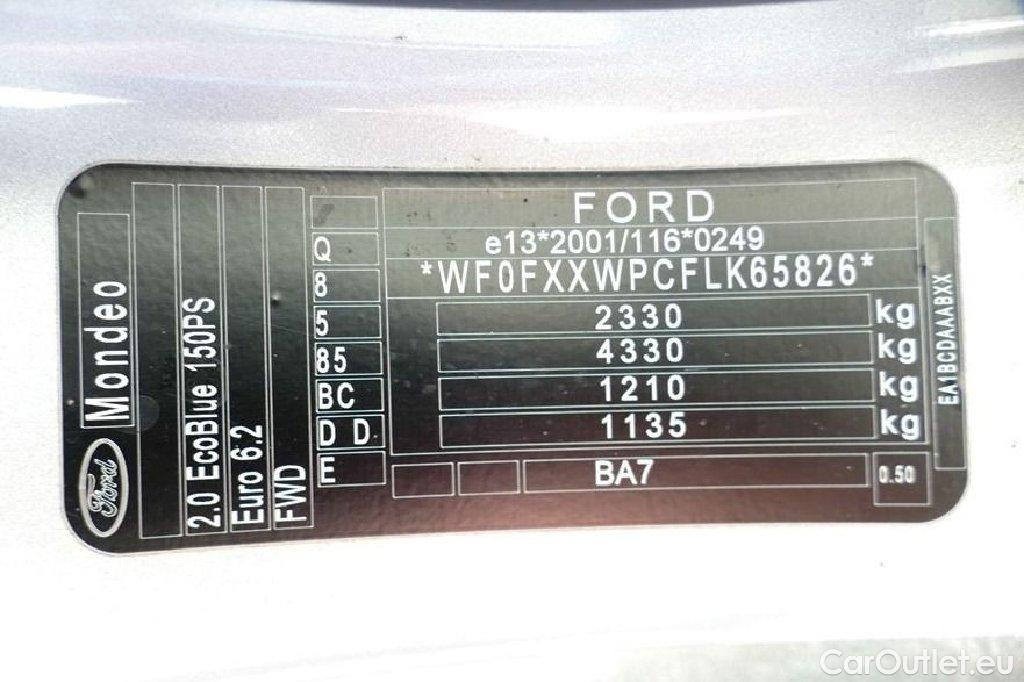 FORD
e13*2001/116*0249
*WF0FXXWPCFLK65826*
2330 kg
4330 kg
1210 kg
1135 kg
BA7
0.50
Q
8
5
85
BC
D D
E
Mondeo
Ford
2.0 EcoBlue 150PS
Euro 6.2
FWD
EA1BCDAAABXX
CarOutlet.eu